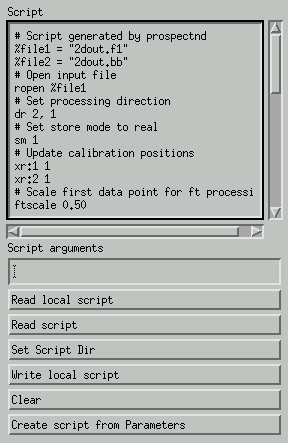 Script
# Script generated by prospectnd
%file1 = "2dout.f1"
%file2 = "2dout.bb"
# Open input file
ropen %file1
# Set processing direction
dr 2, 1
# Set store mode to real
sm 1
# Update calibration positions
xr:1 1
xr:2 1
# Scale first data point for ft processi
ftscale 0.50
Script arguments
Read local script
Read script
Set Script Dir
Write local script
Clear
Create script from Parameters